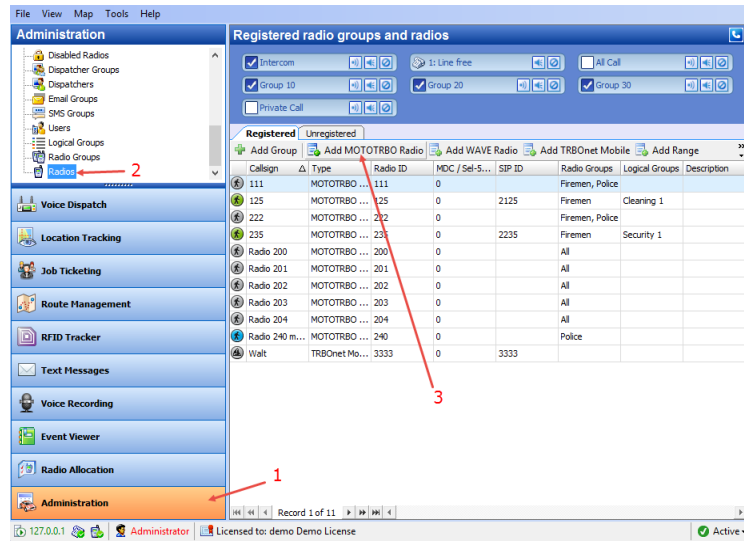 File View Map Tools Help
Administration
Registered radio groups and radios
Disabled Radios
Dispatcher Groups
Dispatchers
Email Groups
SMS Groups
Users
Logical Groups
Radio Groups
Radios
2
Intercom
1: Line free
All Call
Group 10
Group 20
Group 30
Private Call
Registered Unregistered
Add Group Add MOTOTRBO Radio Add WAVE Radio Add TRBOnet Mobile Add Range »
Callsign Type Radio ID MDC / Sel-5... SIP ID Radio Groups Logical Groups Description
111 MOTOTRBO ... 111 0 Firemen, Police
125 MOTOTRBO ... 125 0 2125 Firemen Cleaning 1
222 MOTOTRBO ... 222 0 Firemen, Police
235 MOTOTRBO ... 235 0 2235 Firemen Security 1
Radio 200 MOTOTRBO ... 200 0 All
Radio 201 MOTOTRBO ... 201 0 All
Radio 202 MOTOTRBO ... 202 0 All
Radio 203 MOTOTRBO ... 203 0 All
Radio 204 MOTOTRBO ... 204 0 All
Radio 240 m... MOTOTRBO ... 240 0 Police
Walt TRBOnet Mo... 3333 0 3333
3
Voice Dispatch
Location Tracking
Job Ticketing
Route Management
RFID Tracker
Text Messages
Voice Recording
Event Viewer
Radio Allocation
Administration
1
Record 1 of 11
127.0.0.1 Administrator Licensed to: demo Demo License Active